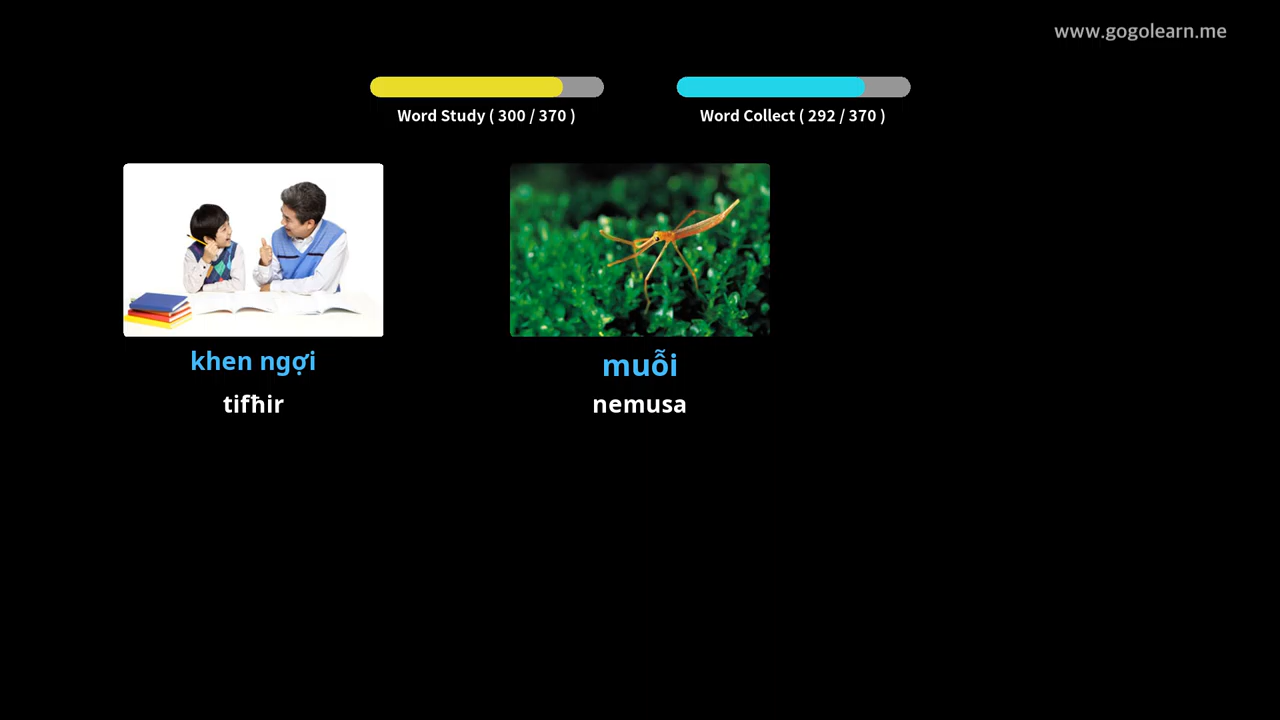 www.gogolearn.me
Word Study ( 300 / 370 )
Word Collect ( 292 / 370 )
khen ngợi
tifħir
muỗi
nemusa